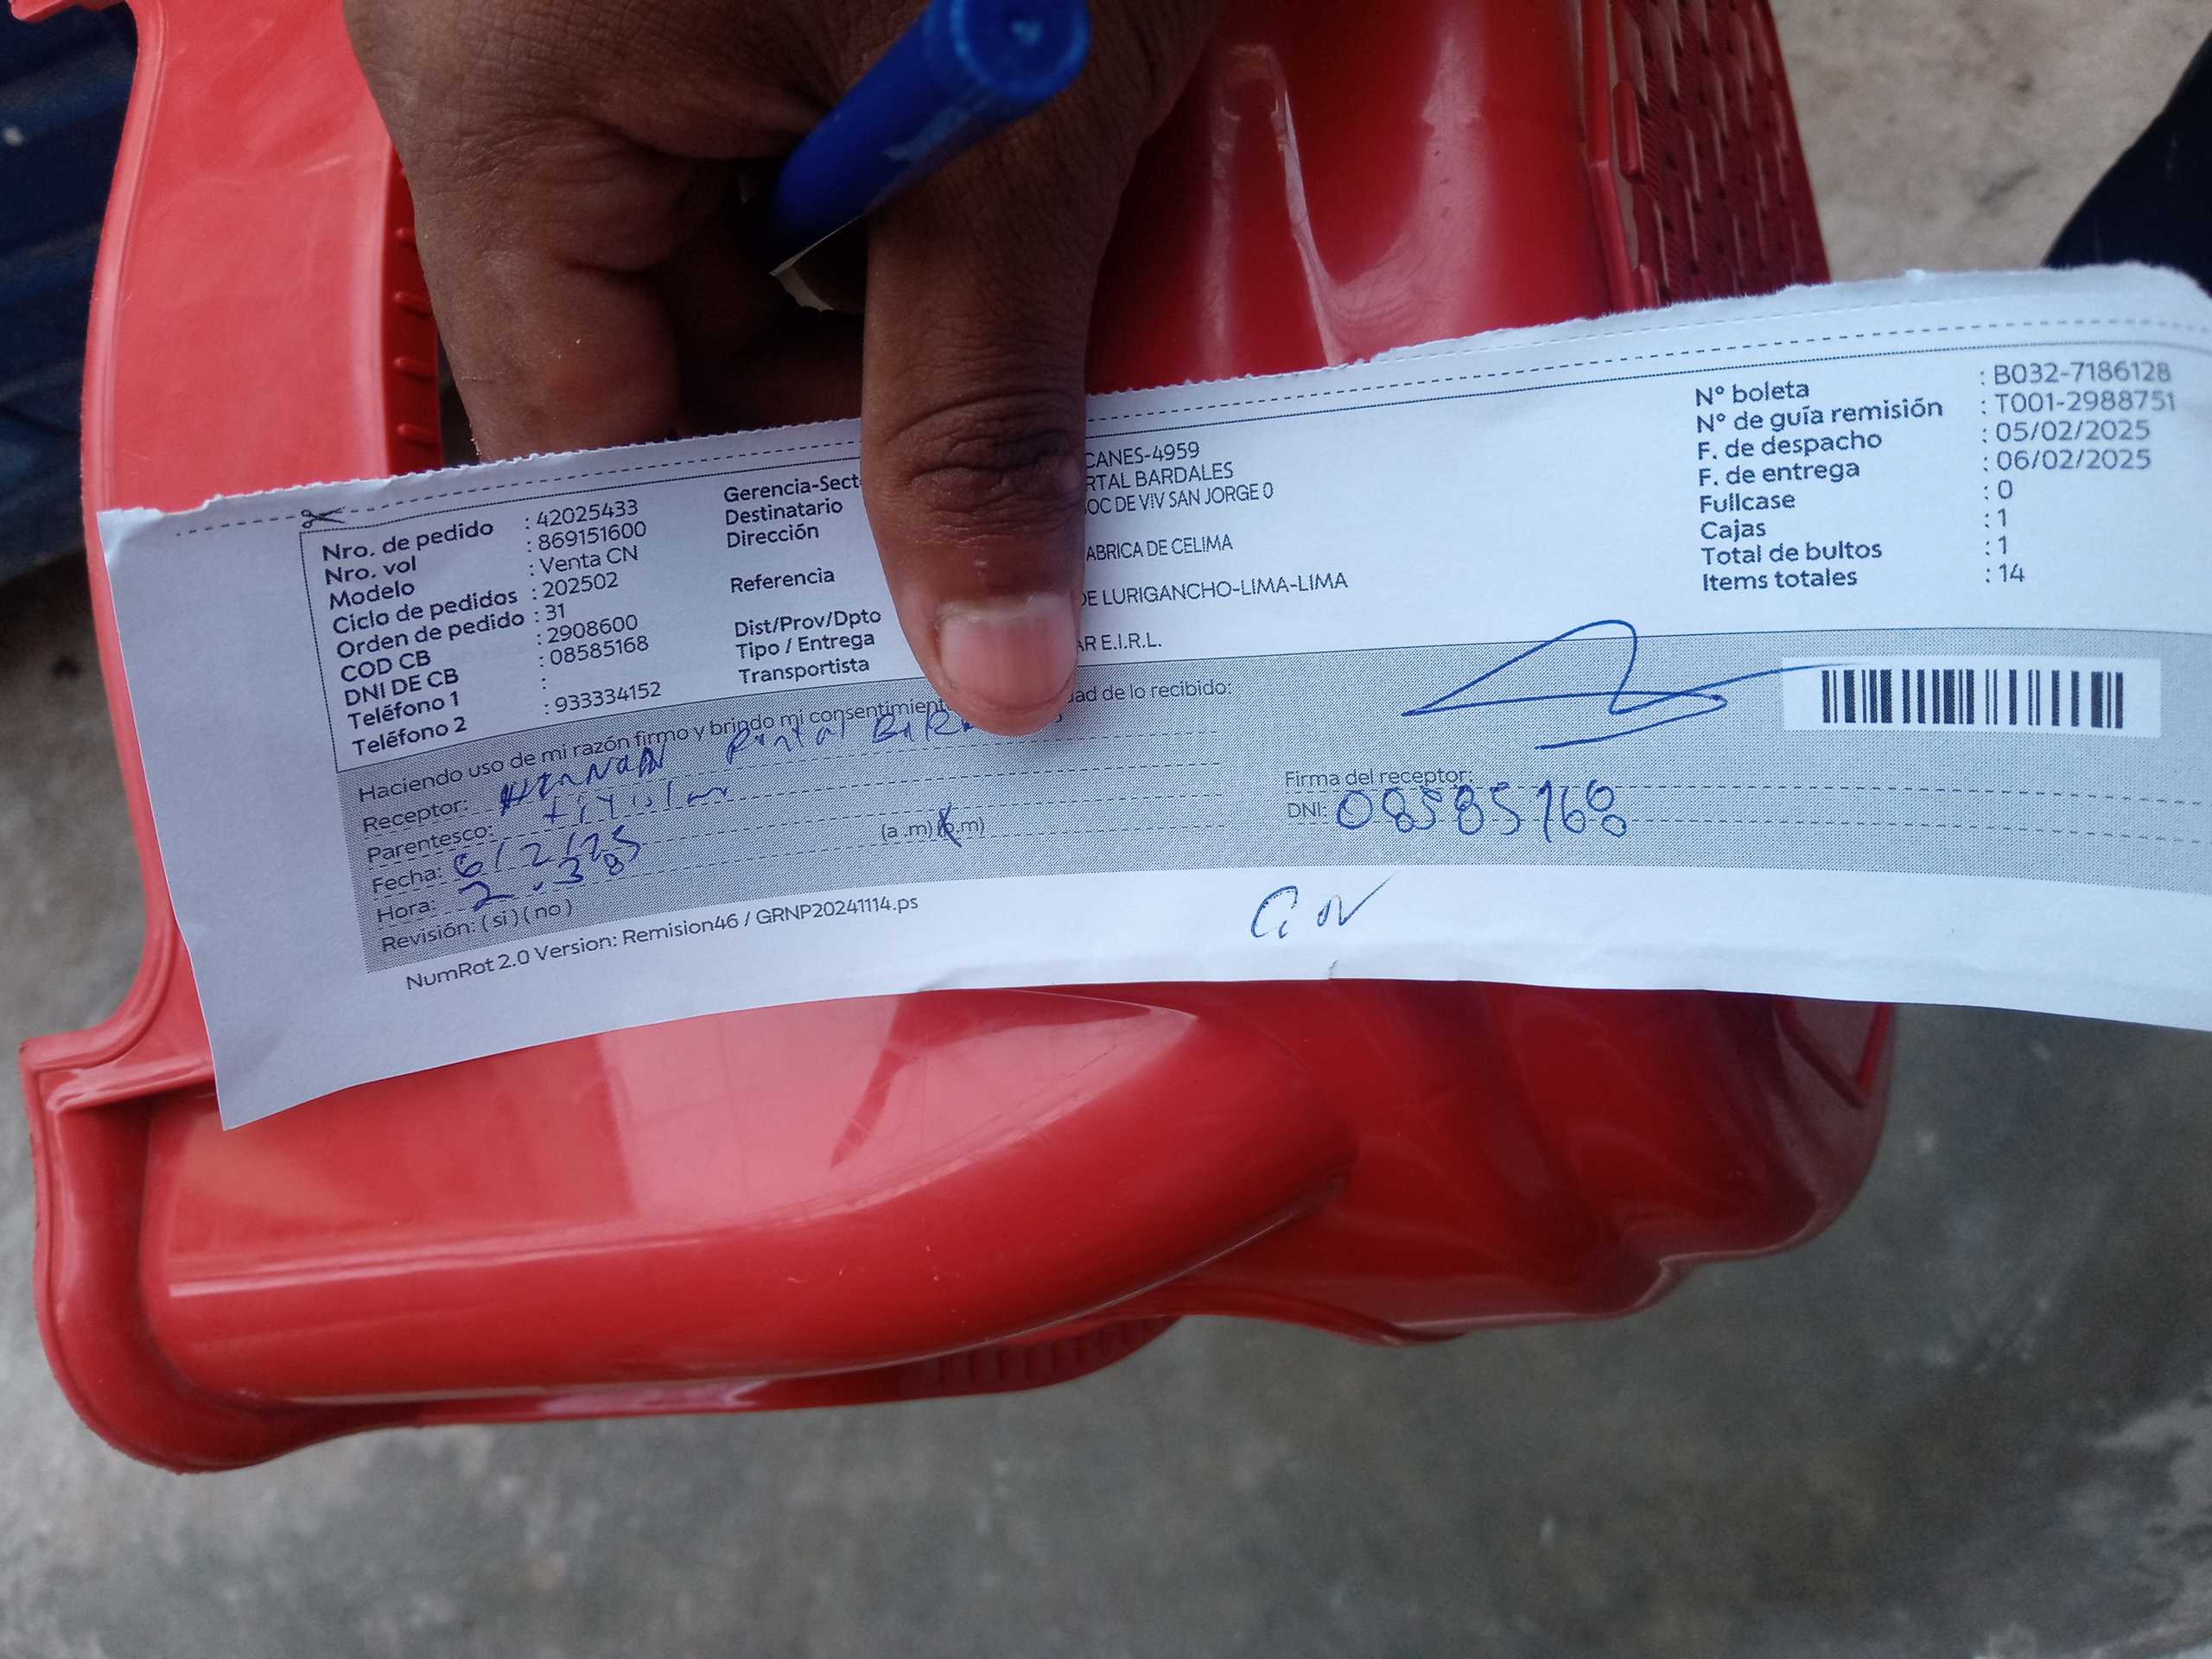 Nro. de pedido : 42025433
Nro. vol : 869151600
Modelo : Venta CN
Ciclo de pedidos : 202502
Orden de pedido : 31
COD CB : 2908600
DNI DE CB : 08585168
Teléfono 1 :
Teléfono 2 : 933334152
Gerencia-Sect CANES-4959
Destinatario RTAL BARDALES
Dirección OC DE VIV SAN JORGE 0
Referencia ABRICA DE CELIMA
Dist/Prov/Dpto DE LURIGANCHO-LIMA-LIMA
Tipo / Entrega
Transportista AR E.I.R.L.
N° boleta : B032-7186128
N° de guía remisión : T001-2988751
F. de despacho : 05/02/2025
F. de entrega : 06/02/2025
Fullcase : 0
Cajas : 1
Total de bultos : 1
Items totales : 14
Haciendo uso de mi razón firmo y brindo mi consentimient ad de lo recibido:
Receptor: HERNAN
Parentesco:
Fecha: 6/2/25
Hora: 2.38 (a .m) (p.m)
Revisión: ( si ) ( no )
Firma del receptor:
DNI: 08585168
NumRot 2.0 Version: Remision46 / GRNP20241114.ps